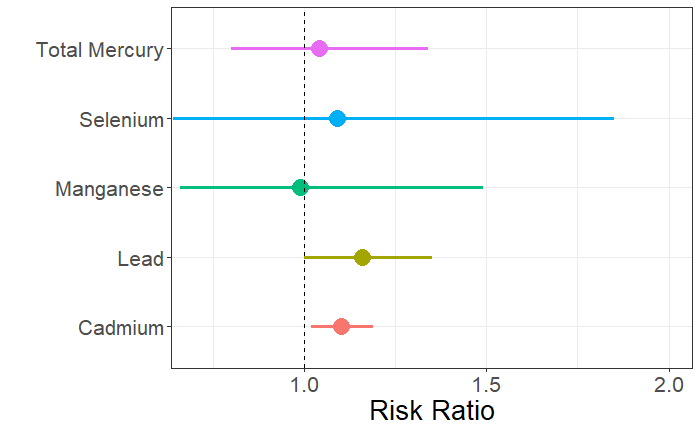 Total Mercury
Selenium
Manganese
Lead
Cadmium
1.0 1.5 2.0
Risk Ratio